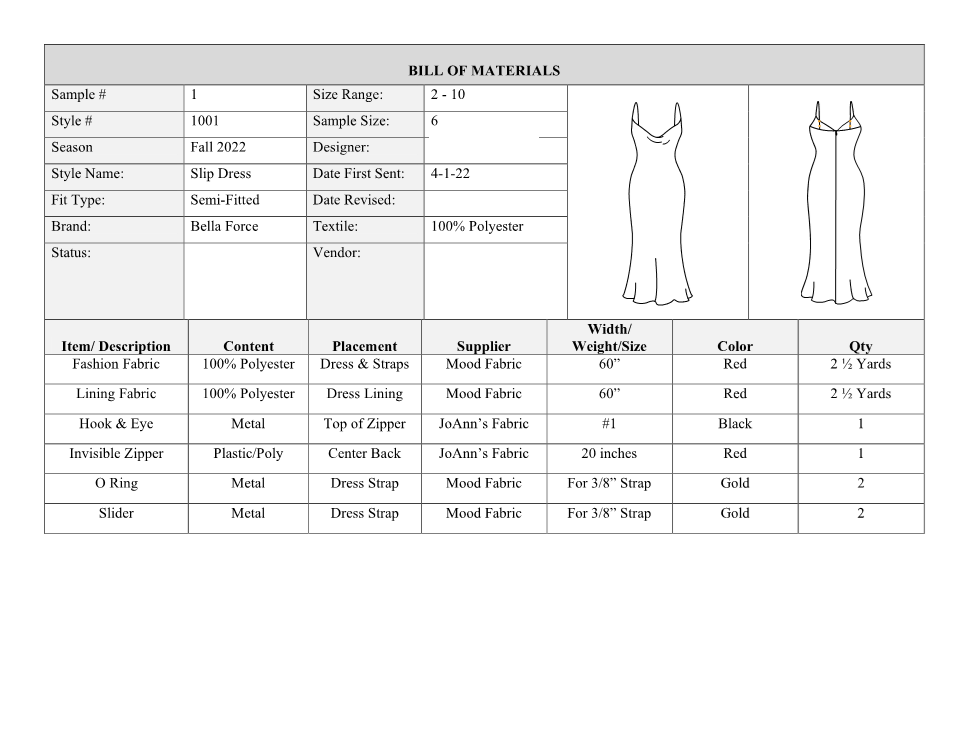 BILL OF MATERIALS
Sample # 1 Size Range: 2 - 10
Style # 1001 Sample Size: 6
Season Fall 2022 Designer:
Style Name: Slip Dress Date First Sent: 4-1-22
Fit Type: Semi-Fitted Date Revised:
Brand: Bella Force Textile: 100% Polyester
Status: Vendor:
Item/ Description Content Placement Supplier Width/ Weight/Size Color Qty
Fashion Fabric 100% Polyester Dress & Straps Mood Fabric 60” Red 2 ½ Yards
Lining Fabric 100% Polyester Dress Lining Mood Fabric 60” Red 2 ½ Yards
Hook & Eye Metal Top of Zipper JoAnn’s Fabric #1 Black 1
Invisible Zipper Plastic/Poly Center Back JoAnn’s Fabric 20 inches Red 1
O Ring Metal Dress Strap Mood Fabric For 3/8” Strap Gold 2
Slider Metal Dress Strap Mood Fabric For 3/8” Strap Gold 2